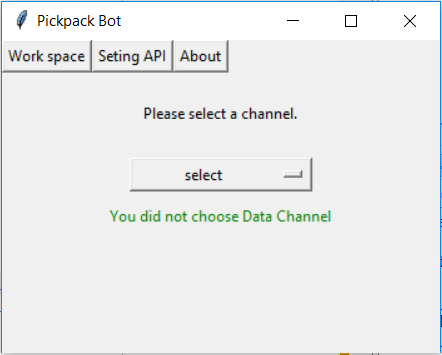 Pickpack Bot
Work space Seting API About
Please select a channel.
select
You did not choose Data Channel